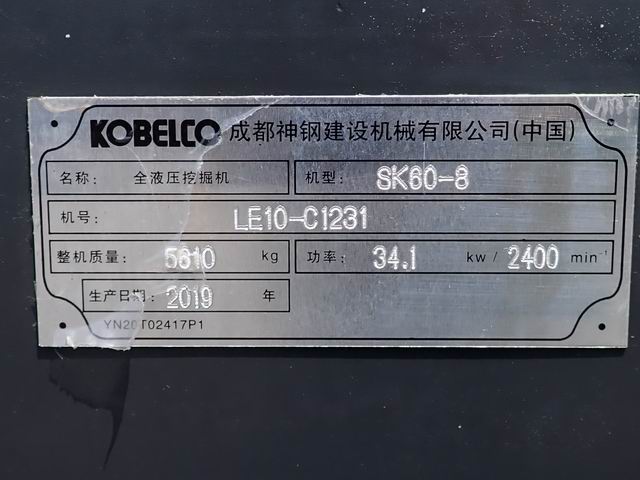 KOBELCO 成都神钢建设机械有限公司(中国)
名称: 全液压挖掘机 机型: SK60-8
机号: LE10-C1231
整机质量: 5610 kg 功率: 34.1 kw / 2400 min⁻¹
生产日期: 2019 年
YN20T02417P1